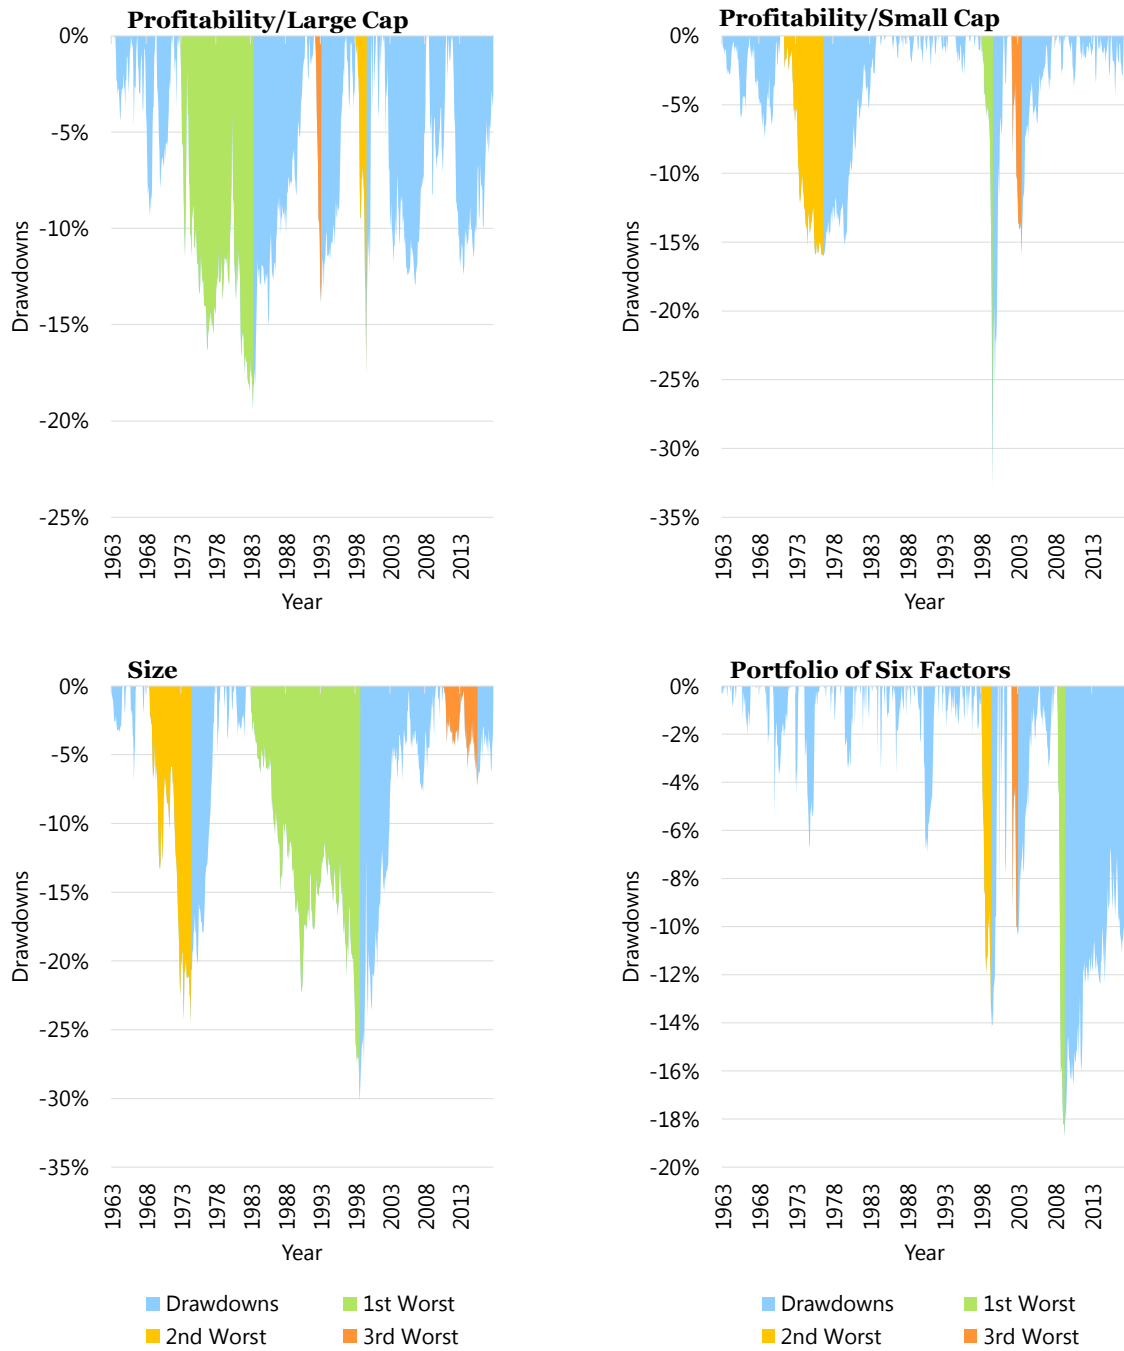 Profitability/Large Cap
0%
-5%
-10%
-15%
-20%
-25%
Drawdowns
1963 1968 1973 1978 1983 1988 1993 1998 2003 2008 2013
Year
Profitability/Small Cap
0%
-5%
-10%
-15%
-20%
-25%
-30%
-35%
Drawdowns
1963 1968 1973 1978 1983 1988 1993 1998 2003 2008 2013
Year
Size
0%
-5%
-10%
-15%
-20%
-25%
-30%
-35%
Drawdowns
1963 1968 1973 1978 1983 1988 1993 1998 2003 2008 2013
Year
Drawdowns 1st Worst
2nd Worst 3rd Worst
Portfolio of Six Factors
0%
-2%
-4%
-6%
-8%
-10%
-12%
-14%
-16%
-18%
-20%
Drawdowns
1963 1968 1973 1978 1983 1988 1993 1998 2003 2008 2013
Year
Drawdowns 1st Worst
2nd Worst 3rd Worst